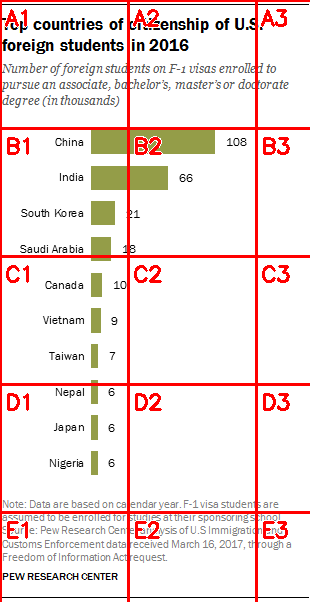 Top countries of citizenship of U.S.
foreign students in 2016
Number of foreign students on F-1 visas enrolled to
pursue an associate, bachelor's, master's or doctorate
degree (in thousands)
China 108
India 66
South Korea 21
Saudi Arabia 18
Canada 10
Vietnam 9
Taiwan 7
Nepal 6
Japan 6
Nigeria 6
Note: Data are based on calendar year. F-1 visa students are
assumed to be enrolled for studies at their sponsoring school.
Source: Pew Research Center analysis of U.S Immigration and
Customs Enforcement data received March 16, 2017, through a
Freedom of Information Act request.
PEW RESEARCH CENTER
A1 A2 A3
B1 B2 B3
C1 C2 C3
D1 D2 D3
E1 E2 E3